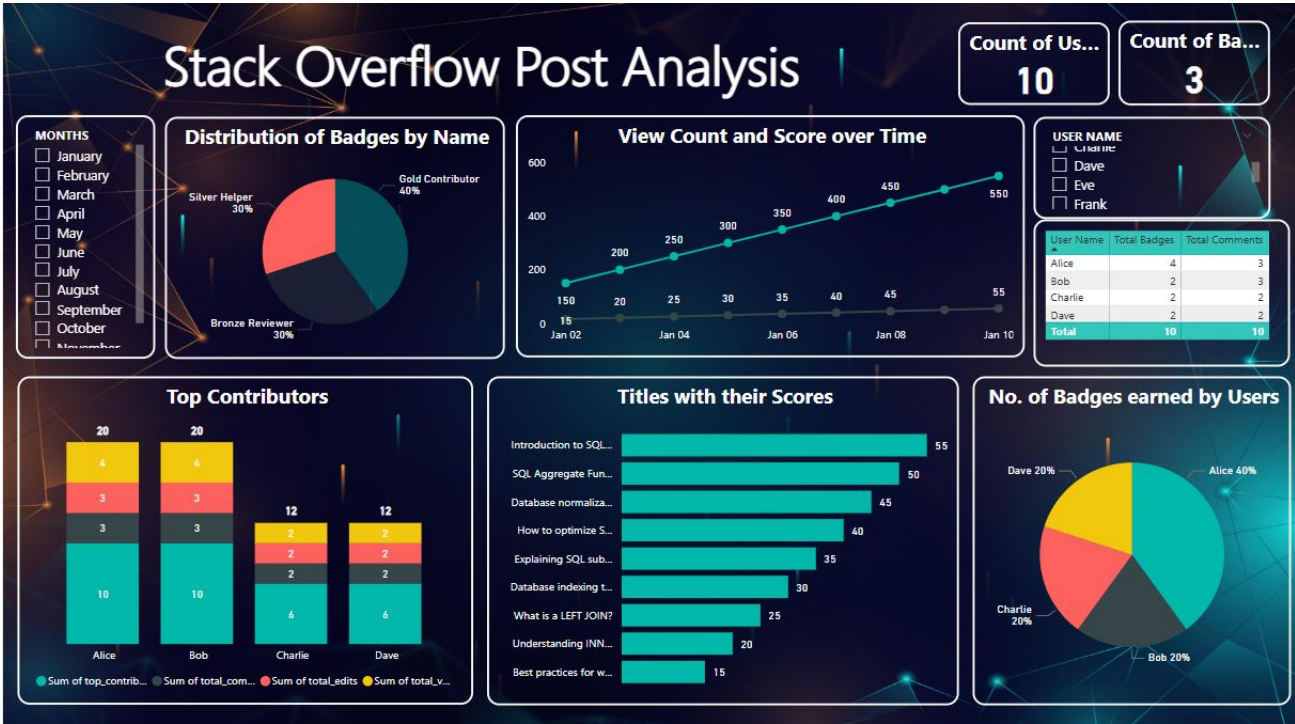 Stack Overflow Post Analysis
Count of Us...
10
Count of Ba...
3
MONTHS
January
February
March
April
May
June
July
August
September
October
November
Distribution of Badges by Name
Gold Contributor
40%
Silver Helper
30%
Bronze Reviewer
30%
View Count and Score over Time
600
400
200
0
150
200
250
300
350
400
450
550
15
20
25
30
35
40
45
55
Jan 02
Jan 04
Jan 06
Jan 08
Jan 10
USER NAME
Charlie
Dave
Eve
Frank
User Name Total Badges Total Comments
Alice 4 3
Bob 2 3
Charlie 2 2
Dave 2 2
Total 10 10
Top Contributors
20
20
12
12
4
4
2
2
3
3
2
2
3
3
2
2
10
10
6
6
Alice
Bob
Charlie
Dave
Sum of top_contrib... Sum of total_com... Sum of total_edits Sum of total_v...
Titles with their Scores
Introduction to SQL... 55
SQL Aggregate Fun... 50
Database normaliza... 45
How to optimize S... 40
Explaining SQL sub... 35
Database indexing t... 30
What is a LEFT JOIN? 25
Understanding INN... 20
Best practices for w... 15
No. of Badges earned by Users
Dave 20%
Alice 40%
Charlie
20%
Bob 20%